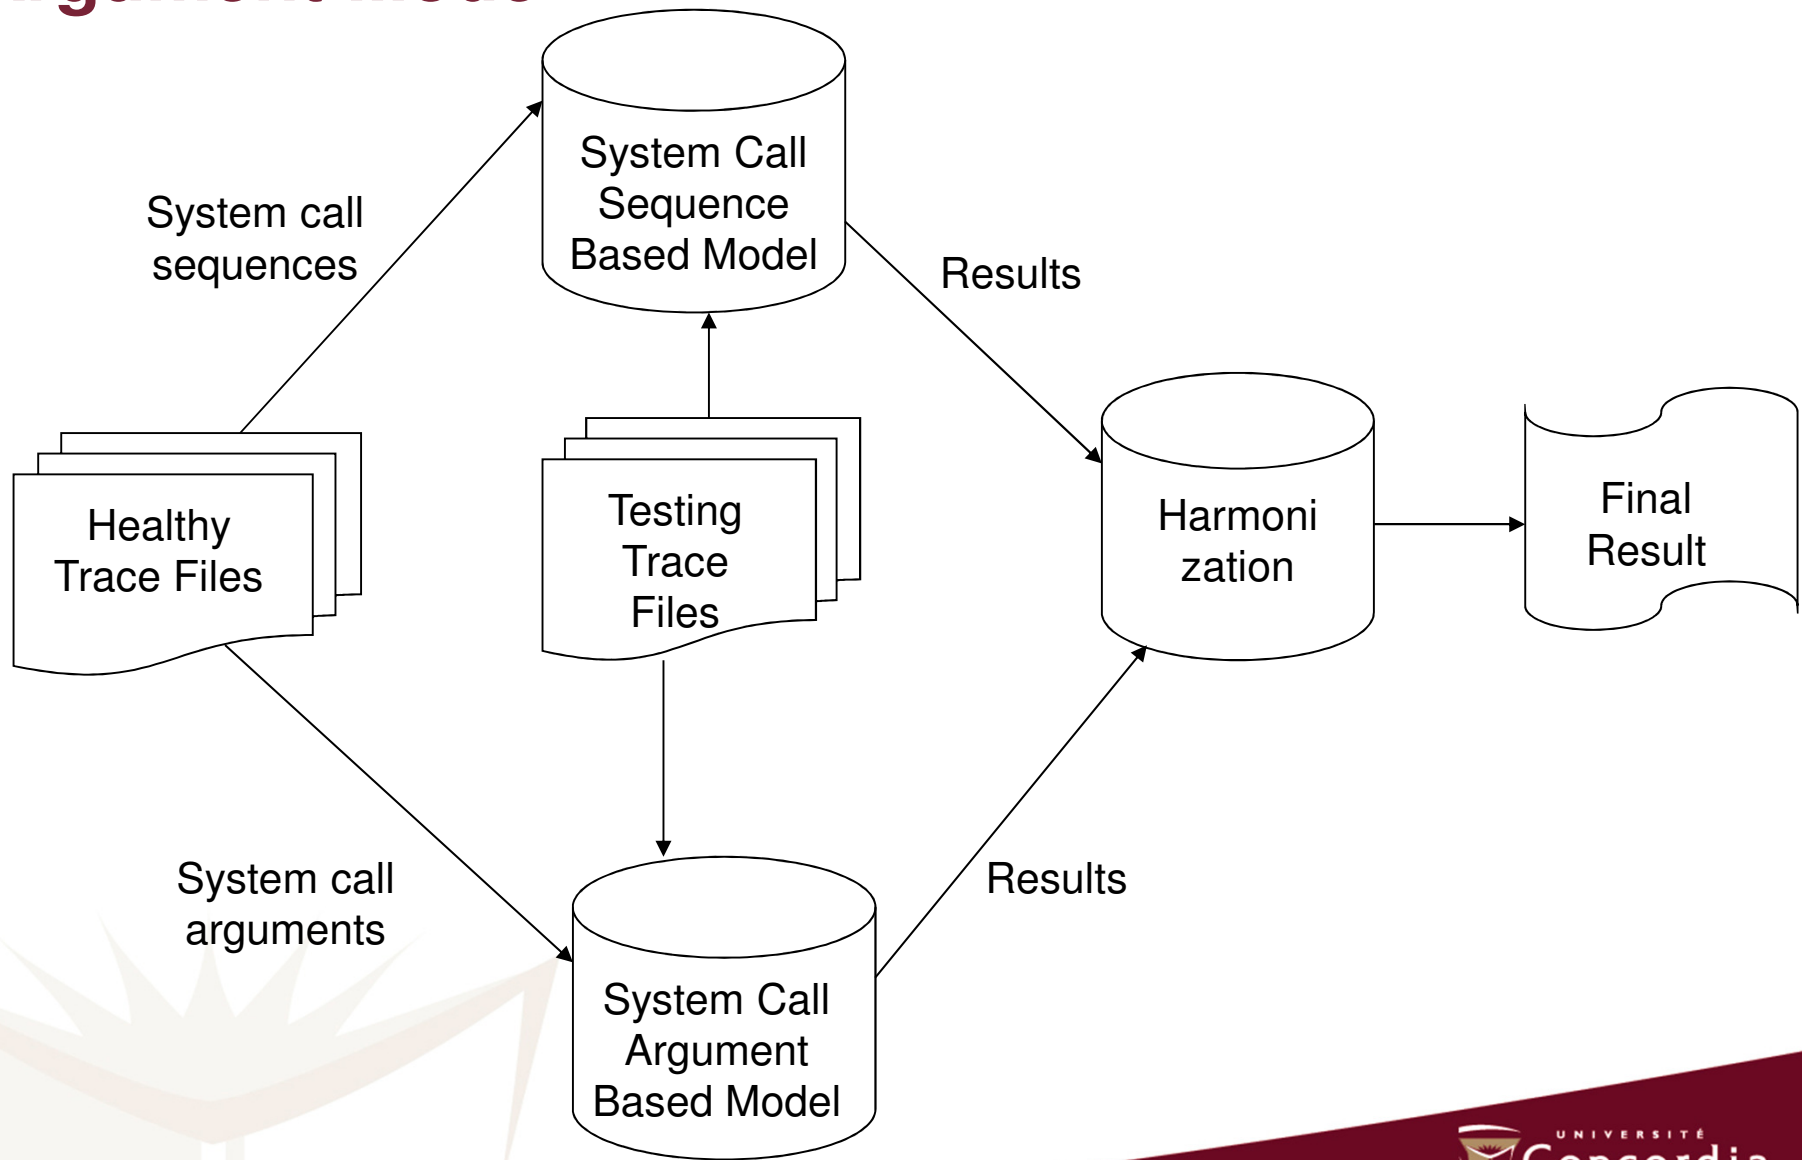 System Call
Sequence
Based Model
System call
sequences
Results
Healthy
Trace Files
Testing
Trace
Files
Harmoni
zation
Final
Result
System call
arguments
Results
System Call
Argument
Based Model
UNIVERSITÉ